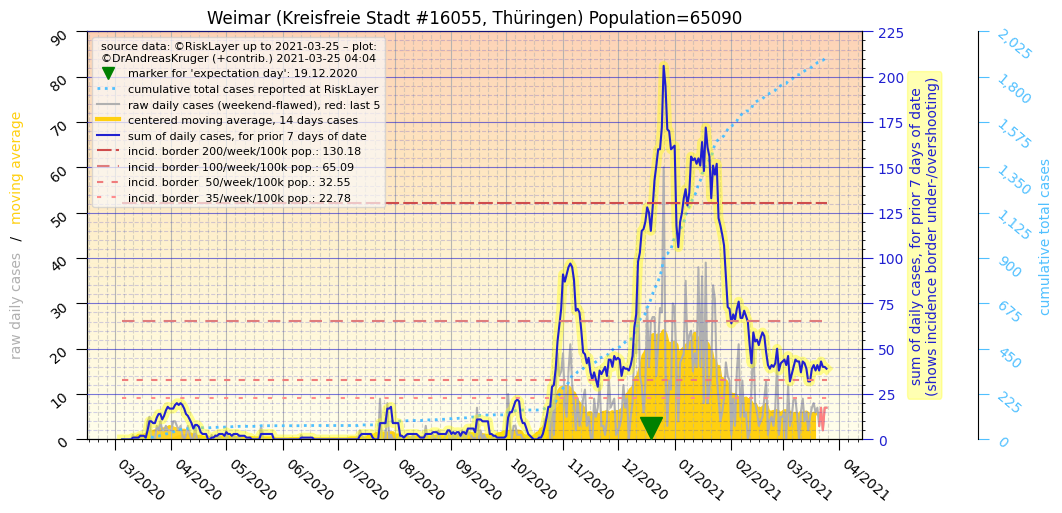 Weimar (Kreisfreie Stadt #16055, Thüringen) Population=65090
source data: ©RiskLayer up to 2021-03-25 – plot:
©DrAndreasKruger (+contrib.) 2021-03-25 04:04
marker for 'expectation day': 19.12.2020
cumulative total cases reported at RiskLayer
raw daily cases (weekend-flawed), red: last 5
centered moving average, 14 days cases
sum of daily cases, for prior 7 days of date
incid. border 200/week/100k pop.: 130.18
incid. border 100/week/100k pop.: 65.09
incid. border  50/week/100k pop.: 32.55
incid. border  35/week/100k pop.: 22.78
raw daily cases  /  moving average
90
80
70
60
50
40
30
20
10
0
225
200
175
150
125
100
75
50
25
0
sum of daily cases, for prior 7 days of date
(shows incidence border under-/overshooting)
2,025
1,800
1,575
1,350
1,125
900
675
450
225
0
cumulative total cases
03/2020
04/2020
05/2020
06/2020
07/2020
08/2020
09/2020
10/2020
11/2020
12/2020
01/2021
02/2021
03/2021
04/2021